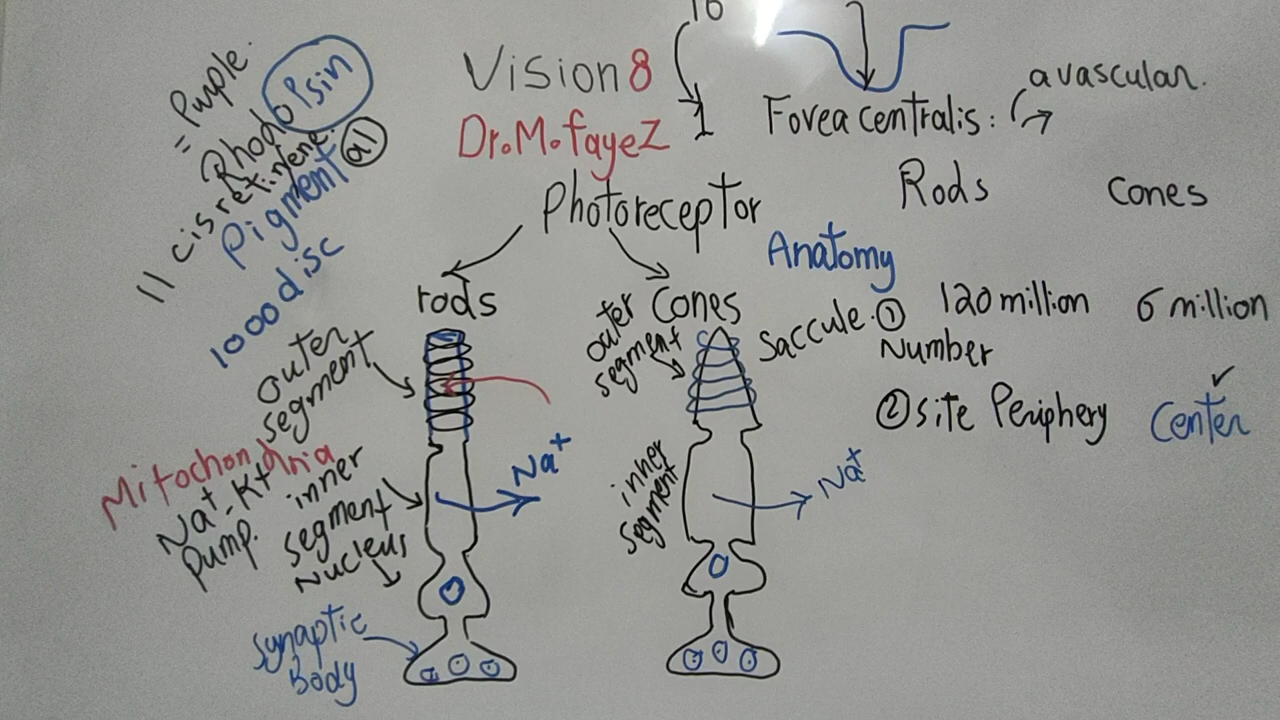 16
1
Vision 8
Dr.M.fayez
Fovea centralis: avascular.
= Purple.
Rhodopsin
11 cis retinene.
al
Pigment
1000 disc
Photoreceptor
Rods Cones
Anatomy
rods
Cones
outer
segment
outer
segment
Saccule.
① 120 million 6 million
Number
② site Periphery Center
Mitochondria
Na+-K+
Pump.
inner
segment
Na+
inner
segment
Na+
Nucleus
Synaptic
Body